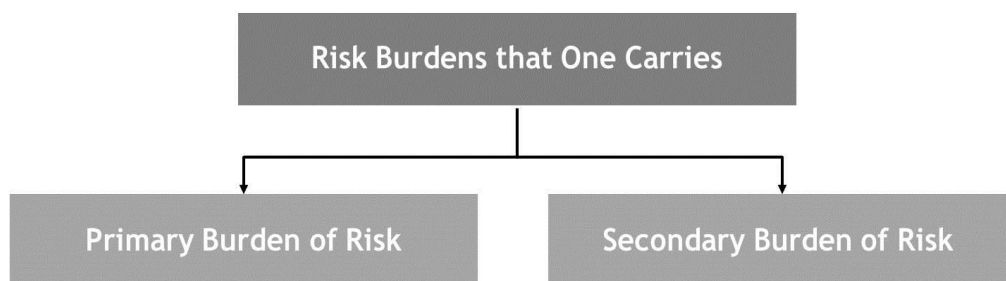 Risk Burdens that One Carries
Primary Burden of Risk
Secondary Burden of Risk